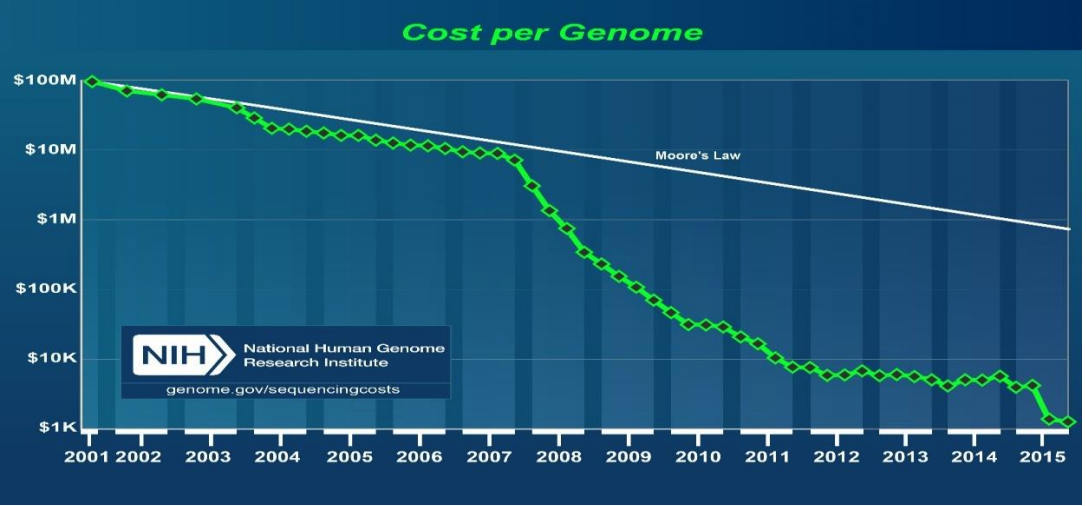 Cost per Genome
$100M
$10M
$1M
$100K
$10K
$1K
Moore's Law
NIH
National Human Genome
Research Institute
genome.gov/sequencingcosts
2001 2002 2003 2004 2005 2006 2007 2008 2009 2010 2011 2012 2013 2014 2015